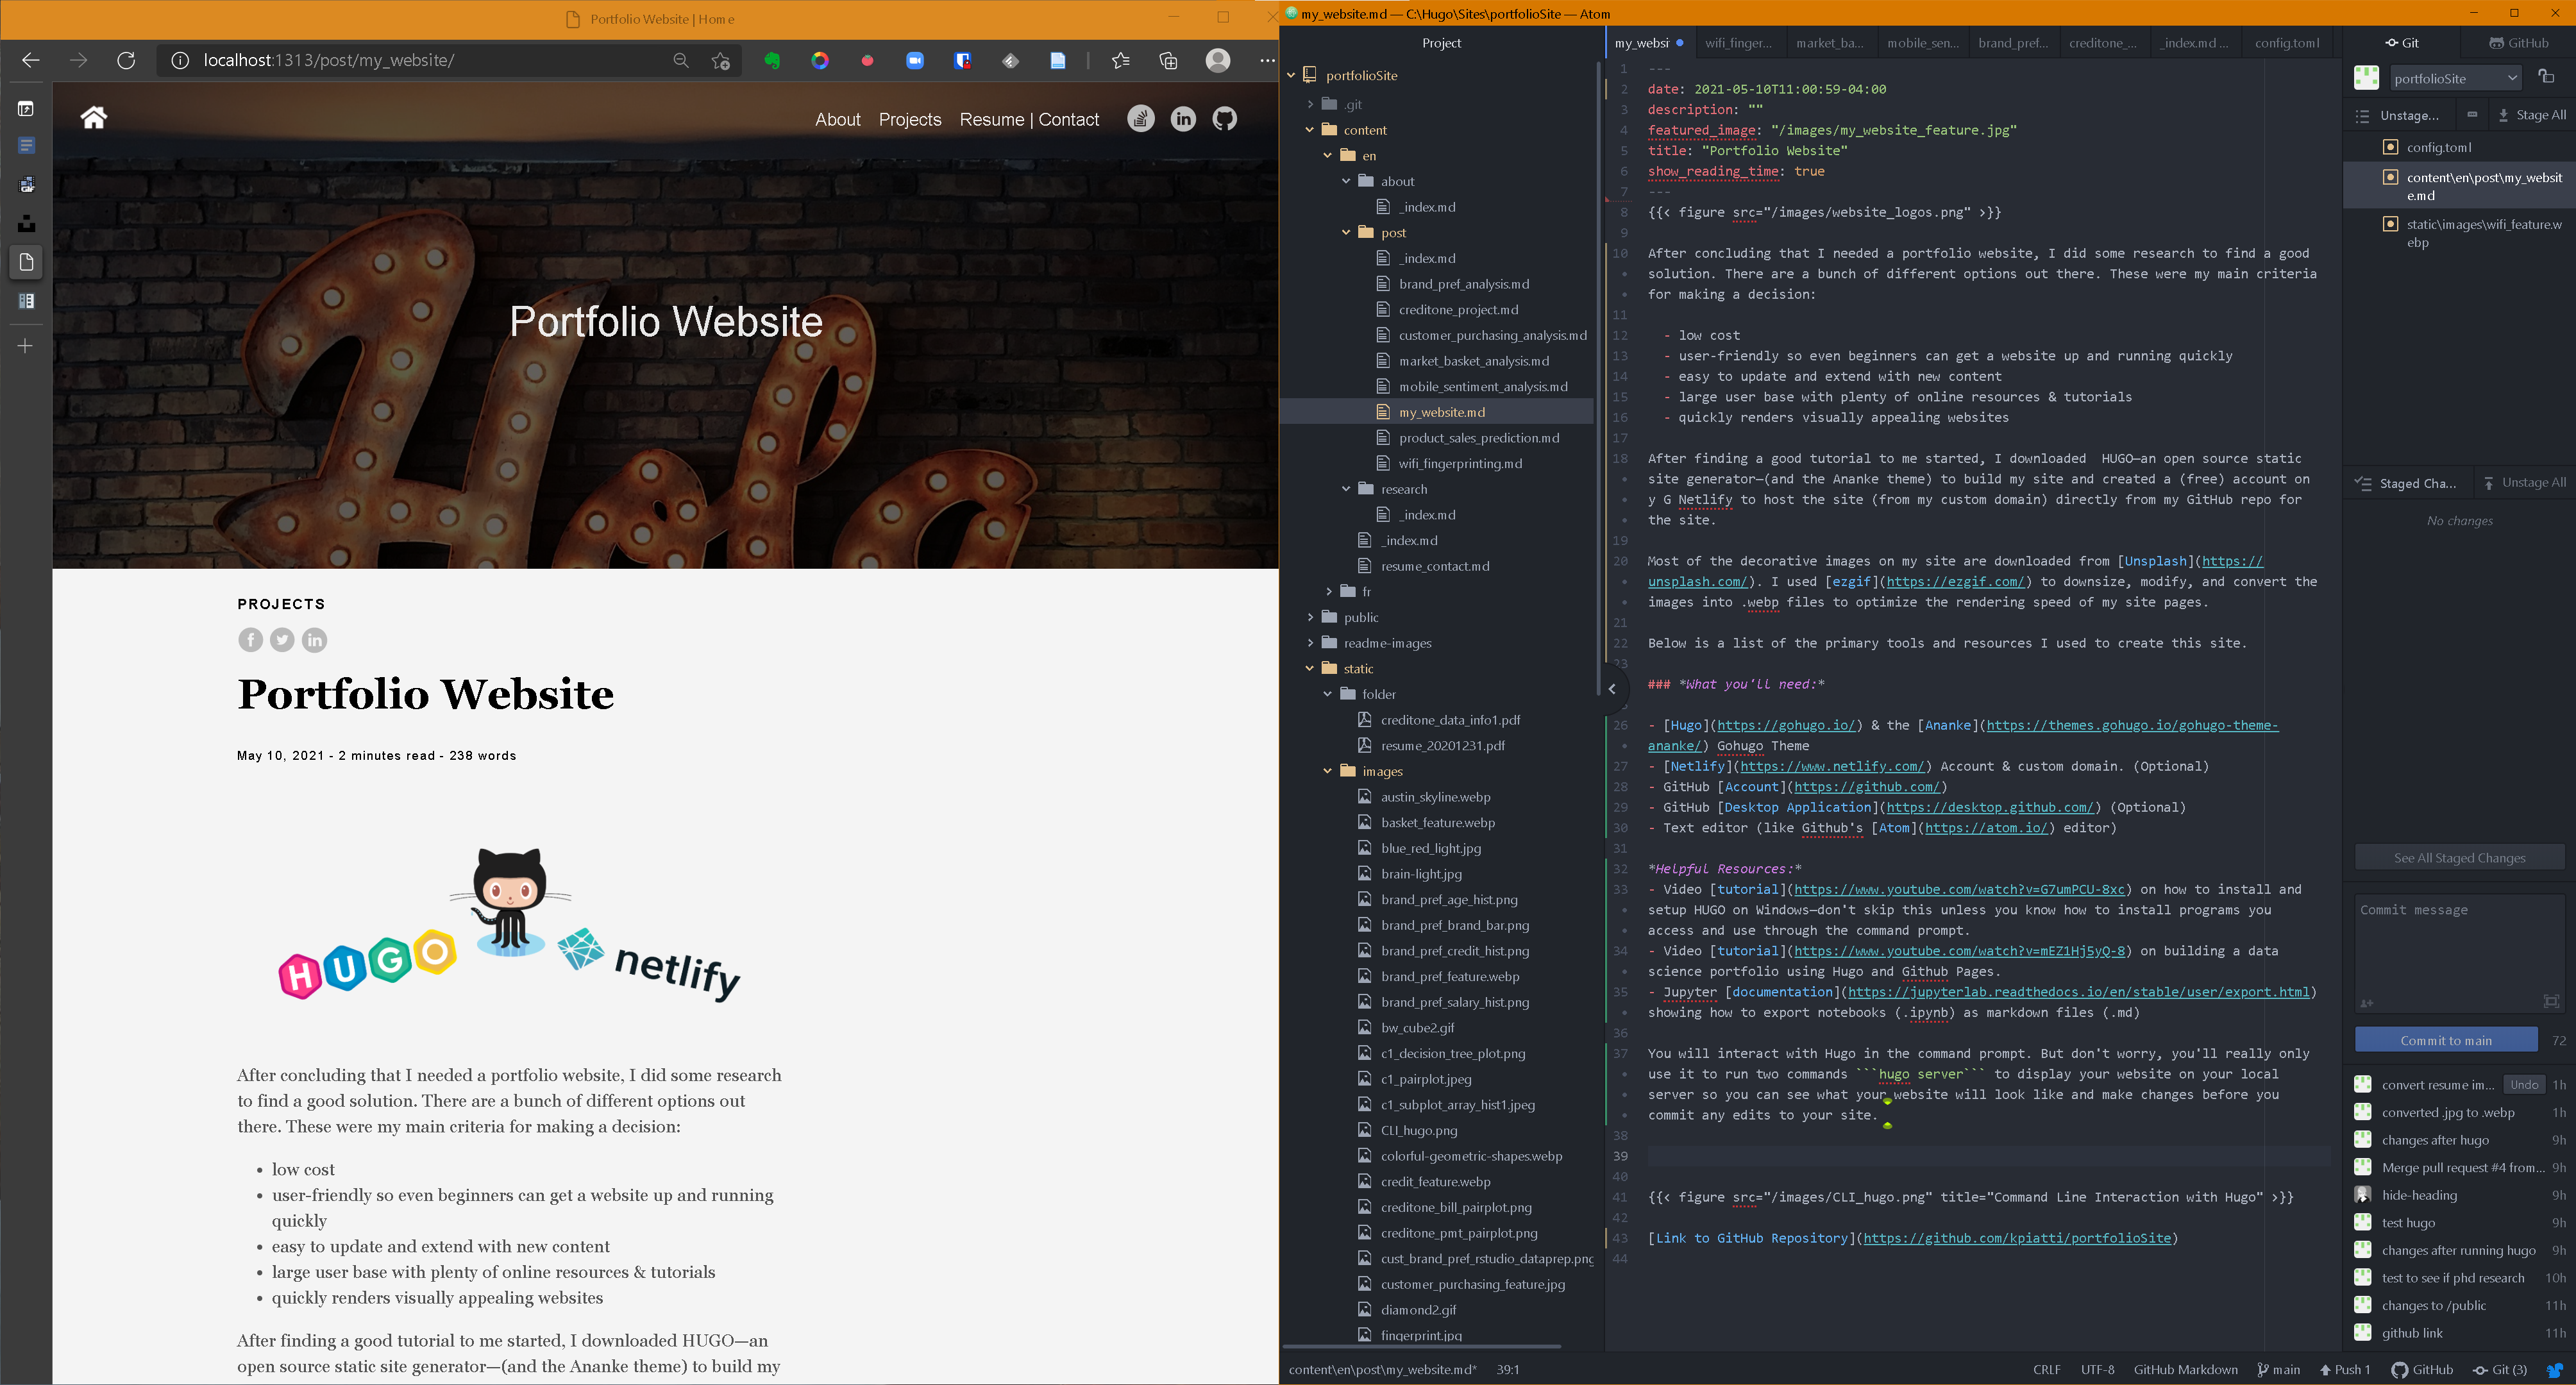 Portfolio Website | Home
localhost:1313/post/my_website/
About Projects Resume | Contact
Portfolio Website
PROJECTS
Portfolio Website
May 10, 2021 - 2 minutes read - 238 words
HUGO
netlify
After concluding that I needed a portfolio website, I did some research
to find a good solution. There are a bunch of different options out
there. These were my main criteria for making a decision:
low cost
user-friendly so even beginners can get a website up and running
quickly
easy to update and extend with new content
large user base with plenty of online resources & tutorials
quickly renders visually appealing websites
After finding a good tutorial to me started, I downloaded HUGO—an
open source static site generator—(and the Ananke theme) to build my
my_website.md — C:\Hugo\Sites\portfolioSite — Atom
Project
portfolioSite
.git
content
en
about
_index.md
post
_index.md
brand_pref_analysis.md
creditone_project.md
customer_purchasing_analysis.md
market_basket_analysis.md
mobile_sentiment_analysis.md
my_website.md
product_sales_prediction.md
wifi_fingerprinting.md
research
_index.md
_index.md
resume_contact.md
fr
public
readme-images
static
folder
creditone_data_info1.pdf
resume_20201231.pdf
images
austin_skyline.webp
basket_feature.webp
blue_red_light.jpg
brain-light.jpg
brand_pref_age_hist.png
brand_pref_brand_bar.png
brand_pref_credit_hist.png
brand_pref_feature.webp
brand_pref_salary_hist.png
bw_cube2.gif
c1_decision_tree_plot.png
c1_pairplot.jpeg
c1_subplot_array_hist1.jpeg
CLI_hugo.png
colorful-geometric-shapes.webp
credit_feature.webp
creditone_bill_pairplot.png
creditone_pmt_pairplot.png
cust_brand_pref_rstudio_dataprep.png
customer_purchasing_feature.jpg
diamond2.gif
fingerprint.jpg
my_websi wifi_finger... market_ba... mobile_sen... brand_pref... creditone_... _index.md ... config.toml
1 ---
2 date: 2021-05-10T11:00:59-04:00
3 description: ""
4 featured_image: "/images/my_website_feature.jpg"
5 title: "Portfolio Website"
6 show_reading_time: true
7 ---
8 {{< figure src="/images/website_logos.png" >}}
9
10 After concluding that I needed a portfolio website, I did some research to find a good
solution. There are a bunch of different options out there. These were my main criteria
for making a decision:
11
12 - low cost
13 - user-friendly so even beginners can get a website up and running quickly
14 - easy to update and extend with new content
15 - large user base with plenty of online resources & tutorials
16 - quickly renders visually appealing websites
17
18 After finding a good tutorial to me started, I downloaded  HUGO—an open source static
site generator—(and the Ananke theme) to build my site and created a (free) account on
y G Netlify to host the site (from my custom domain) directly from my GitHub repo for
the site.
19
20 Most of the decorative images on my site are downloaded from [Unsplash](https://
unsplash.com/). I used [ezgif](https://ezgif.com/) to downsize, modify, and convert the
images into .webp files to optimize the rendering speed of my site pages.
21
22 Below is a list of the primary tools and resources I used to create this site.
23
### *What you'll need:*
26 - [Hugo](https://gohugo.io/) & the [Ananke](https://themes.gohugo.io/gohugo-theme-
ananke/) Gohugo Theme
27 - [Netlify](https://www.netlify.com/) Account & custom domain. (Optional)
28 - GitHub [Account](https://github.com/)
29 - GitHub [Desktop Application](https://desktop.github.com/) (Optional)
30 - Text editor (like Github's [Atom](https://atom.io/) editor)
31
32 *Helpful Resources:*
33 - Video [tutorial](https://www.youtube.com/watch?v=G7umPCU-8xc) on how to install and
setup HUGO on Windows—don't skip this unless you know how to install programs you
access and use through the command prompt.
34 - Video [tutorial](https://www.youtube.com/watch?v=mEZ1Hj5yQ-8) on building a data
science portfolio using Hugo and Github Pages.
35 - Jupyter [documentation](https://jupyterlab.readthedocs.io/en/stable/user/export.html)
showing how to export notebooks (.ipynb) as markdown files (.md)
36
37 You will interact with Hugo in the command prompt. But don't worry, you'll really only
use it to run two commands ```hugo server``` to display your website on your local
server so you can see what your website will look like and make changes before you
commit any edits to your site.
38
39
40
41 {{< figure src="/images/CLI_hugo.png" title="Command Line Interaction with Hugo" >}}
42
43 [Link to GitHub Repository](https://github.com/kpiatti/portfolioSite)
44
Git GitHub
portfolioSite
Unstage... Stage All
config.toml
content\en\post\my_websit
e.md
static\images\wifi_feature.w
ebp
Staged Cha... Unstage All
No changes
See All Staged Changes
Commit message
Commit to main 72
convert resume im... Undo 1h
converted .jpg to .webp 1h
changes after hugo 9h
Merge pull request #4 from... 9h
hide-heading 9h
test hugo 9h
changes after running hugo 9h
test to see if phd research 10h
changes to /public 11h
github link 11h
content\en\post\my_website.md* 39:1 CRLF UTF-8 GitHub Markdown main Push 1 GitHub Git (3)